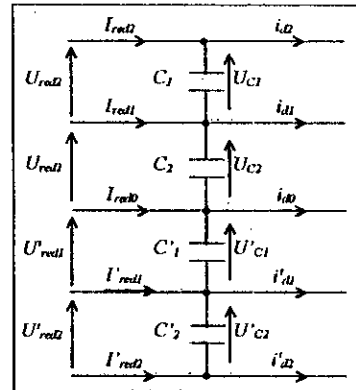 I_red2 i_d2
U_red2 C_1 U_C1
I_red1 i_d1
U_red1 C_2 U_C2
I_red0 i_d0
U'_red1 C'_1 U'_C1
I'_red1 i'_d1
U'_red2 C'_2 U'_C2
I'_red2 i'_d2